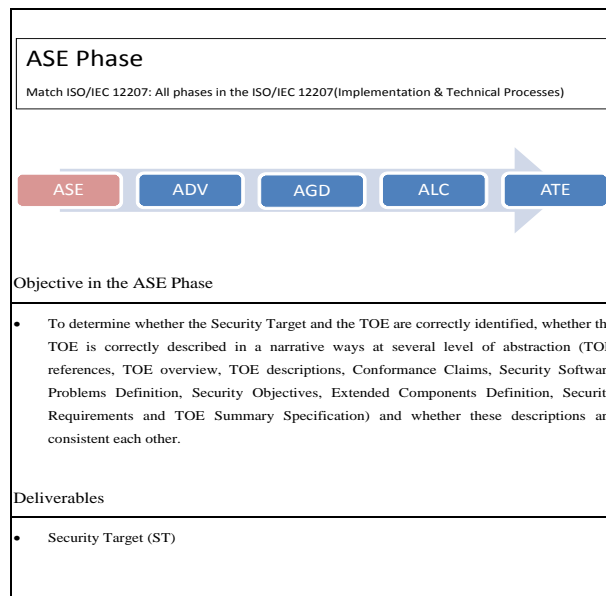 ASE Phase
Match ISO/IEC 12207: All phases in the ISO/IEC 12207(Implementation & Technical Processes)
ASE ADV AGD ALC ATE
Objective in the ASE Phase
• To determine whether the Security Target and the TOE are correctly identified, whether th
TOE is correctly described in a narrative ways at several level of abstraction (TO
references, TOE overview, TOE descriptions, Conformance Claims, Security Softwar
Problems Definition, Security Objectives, Extended Components Definition, Securit
Requirements and TOE Summary Specification) and whether these descriptions ar
consistent each other.
Deliverables
• Security Target (ST)